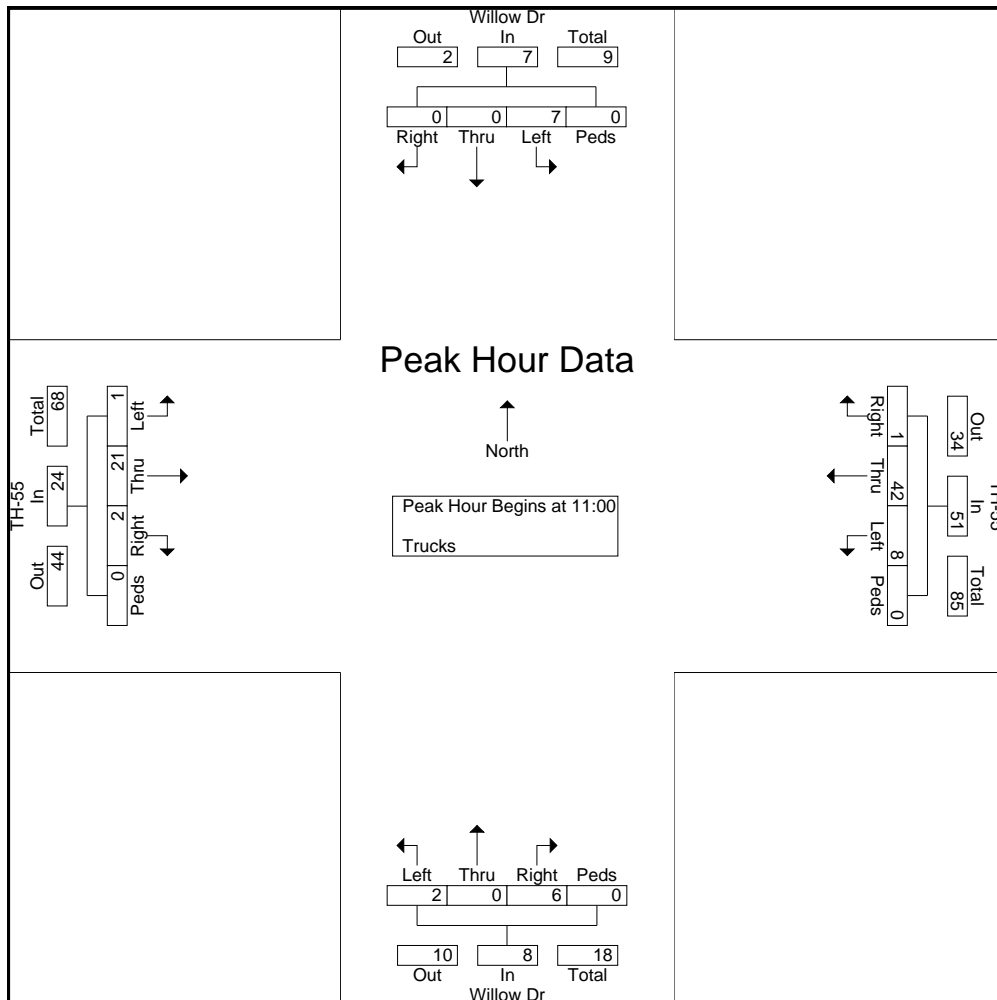 Willow Dr
Out In Total
2 7 9
0 0 7 0
Right Thru Left Peds
Peak Hour Data
North
Peak Hour Begins at 11:00
Trucks
TH-55
Out In Total
44 24 68
1 21 2 0
Left Thru Right Peds
Out In Total
34 51 85
1 42 8 0
Right Thru Left Peds
Left Thru Right Peds
2 0 6 0
10 8 18
Out In Total
Willow Dr